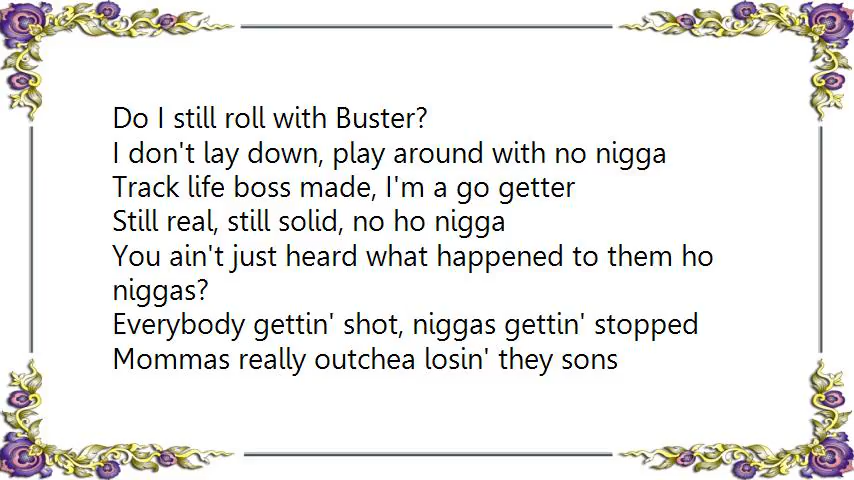 Do I still roll with Buster?
I don't lay down, play around with no nigga
Track life boss made, I'm a go getter
Still real, still solid, no ho nigga
You ain't just heard what happened to them ho
niggas?
Everybody gettin' shot, niggas gettin' stopped
Mommas really outchea losin' they sons